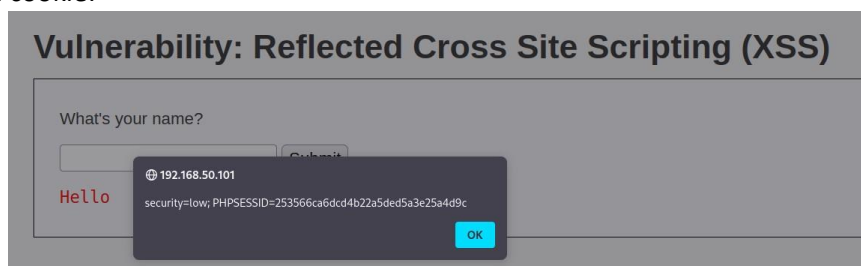 Vulnerability: Reflected Cross Site Scripting (XSS)
What's your name?
Submit
192.168.50.101
Hello
security=low; PHPSESSID=253566ca6dcd4b22a5ded5a3e25a4d9c
OK